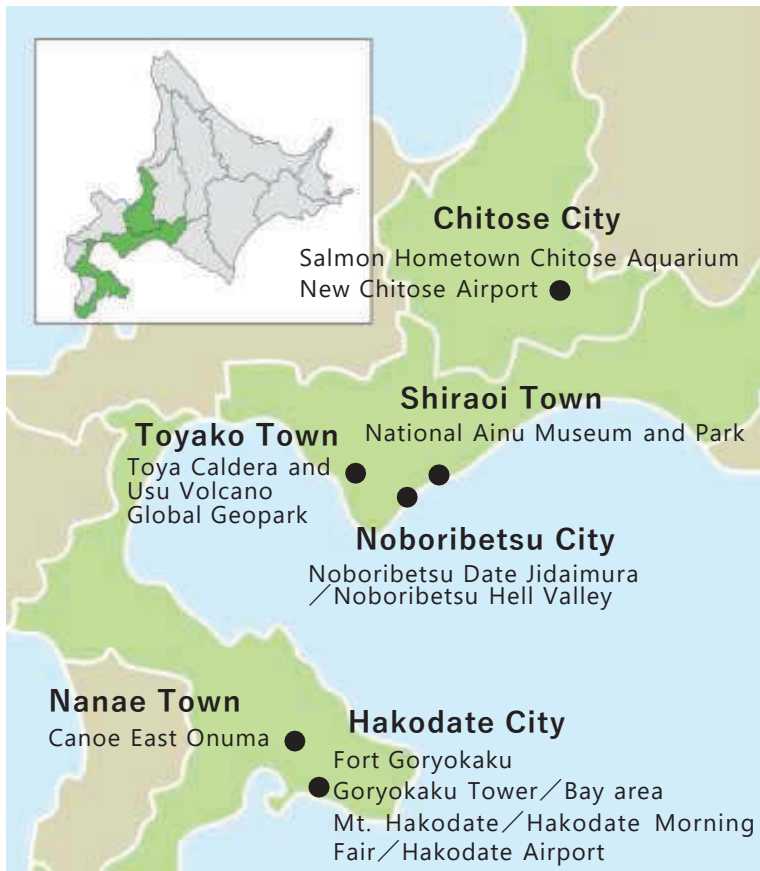 Chitose City
Salmon Hometown Chitose Aquarium
New Chitose Airport
Shiraoi Town
National Ainu Museum and Park
Toyako Town
Toya Caldera and
Usu Volcano
Global Geopark
Noboribetsu City
Noboribetsu Date Jidaimura
／Noboribetsu Hell Valley
Nanae Town
Canoe East Onuma
Hakodate City
Fort Goryokaku
Goryokaku Tower／Bay area
Mt. Hakodate／Hakodate Morning
Fair／Hakodate Airport